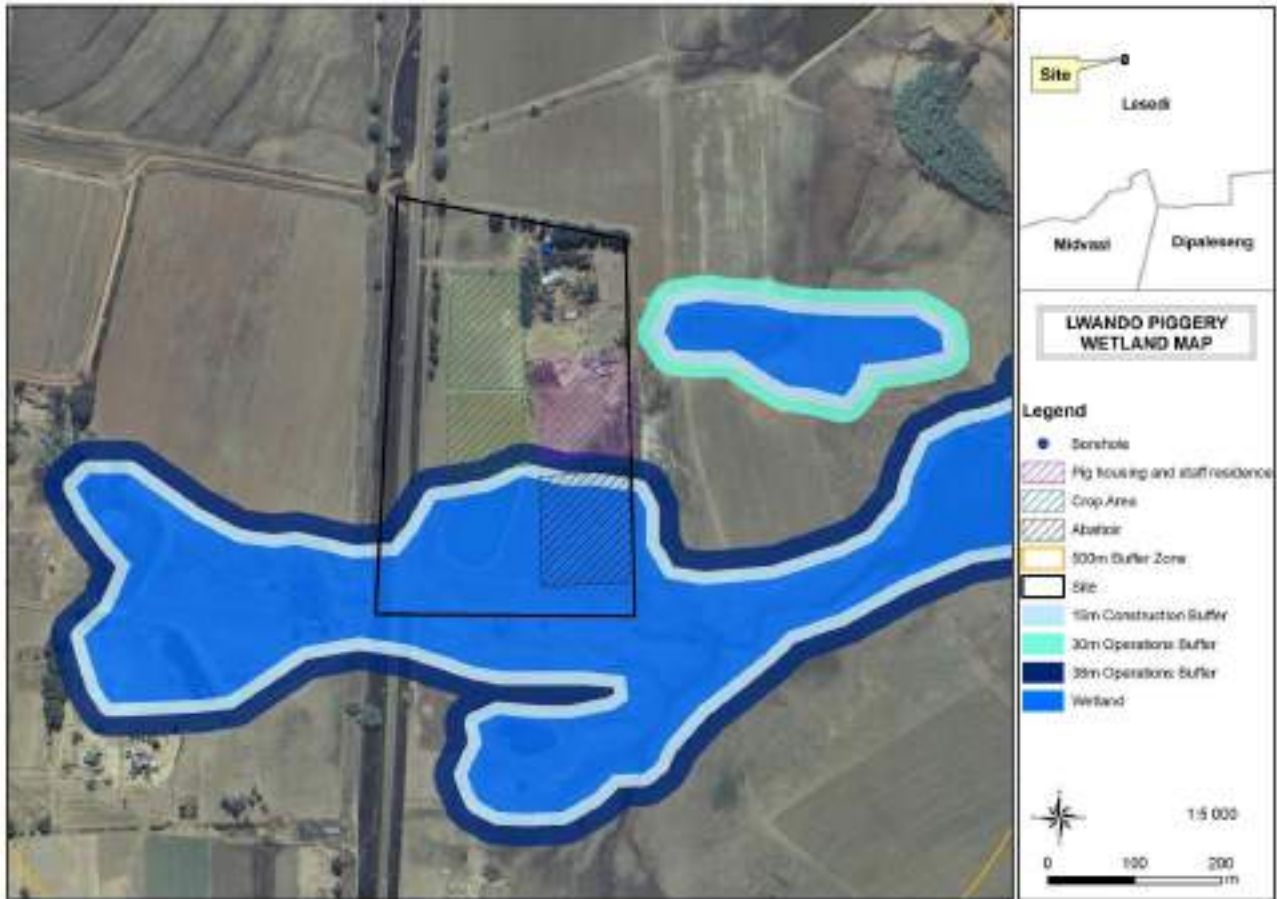 Site
Lesedi
Midvaal
Dipaleseng
LWANDO PIGGERY
WETLAND MAP
Legend
Borehole
Pig housing and staff residence
Crop Area
Abattoir
500m Buffer Zone
Site
15m Construction Buffer
30m Operations Buffer
38m Operations Buffer
Wetland
1:5 000
0 100 200
m